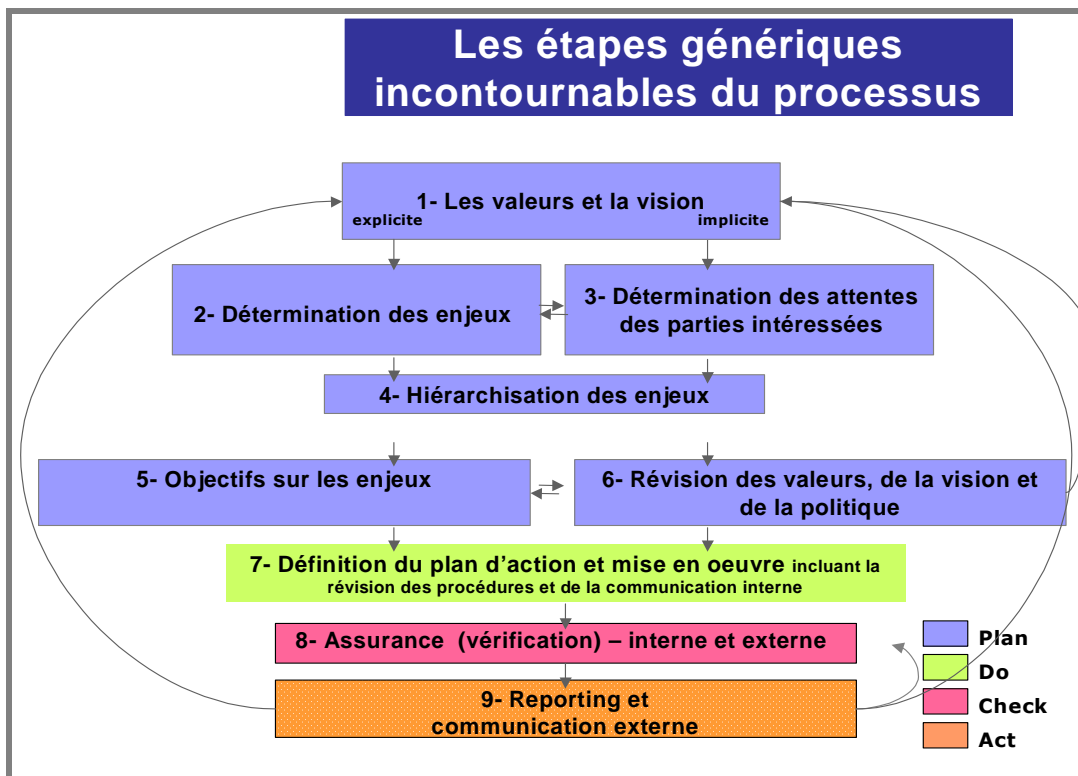 Les étapes génériques
incontournables du processus
1- Les valeurs et la vision
explicite
implicite
2- Détermination des enjeux
3- Détermination des attentes
des parties intéressées
4- Hiérarchisation des enjeux
5- Objectifs sur les enjeux
6- Révision des valeurs, de la vision et
de la politique
7- Définition du plan d’action et mise en oeuvre incluant la
révision des procédures et de la communication interne
8- Assurance (vérification) – interne et externe
9- Reporting et
communication externe
Plan
Do
Check
Act